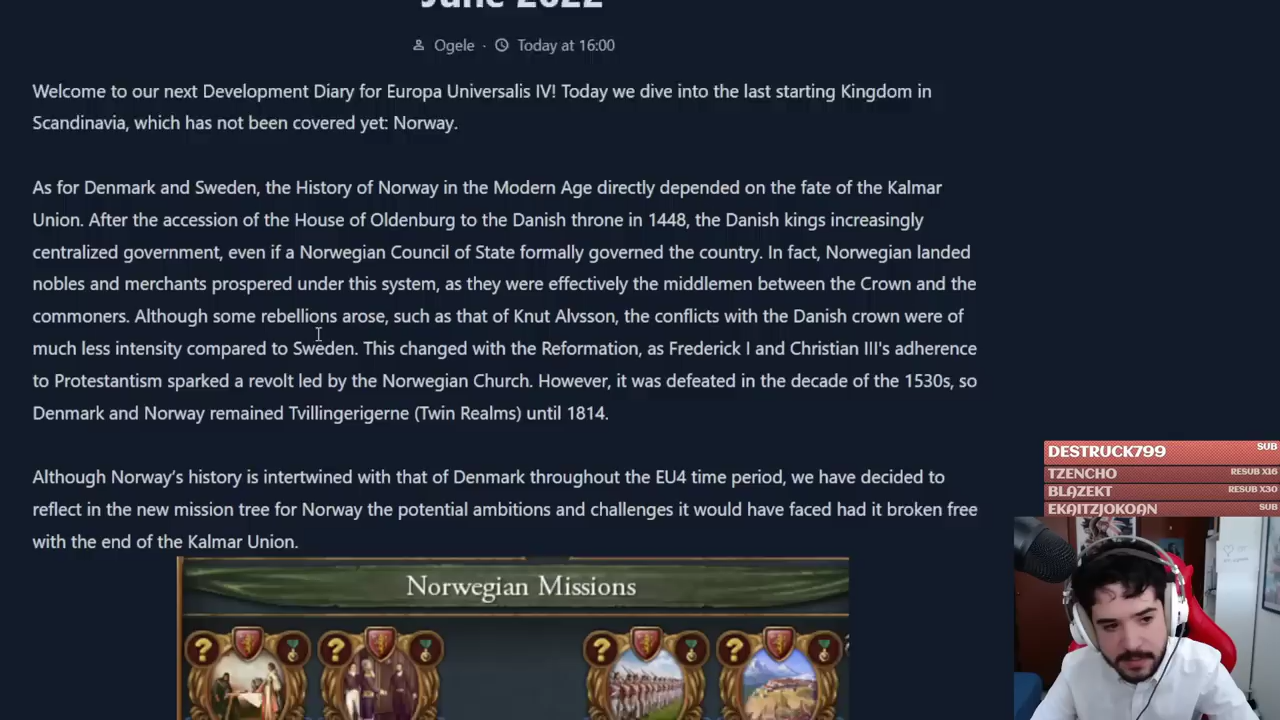 June 2022
Ogele · Today at 16:00
Welcome to our next Development Diary for Europa Universalis IV! Today we dive into the last starting Kingdom in
Scandinavia, which has not been covered yet: Norway.
As for Denmark and Sweden, the History of Norway in the Modern Age directly depended on the fate of the Kalmar
Union. After the accession of the House of Oldenburg to the Danish throne in 1448, the Danish kings increasingly
centralized government, even if a Norwegian Council of State formally governed the country. In fact, Norwegian landed
nobles and merchants prospered under this system, as they were effectively the middlemen between the Crown and the
commoners. Although some rebellions arose, such as that of Knut Alvsson, the conflicts with the Danish crown were of
much less intensity compared to Sweden. This changed with the Reformation, as Frederick I and Christian III's adherence
to Protestantism sparked a revolt led by the Norwegian Church. However, it was defeated in the decade of the 1530s, so
Denmark and Norway remained Tvillingerigerne (Twin Realms) until 1814.
Although Norway’s history is intertwined with that of Denmark throughout the EU4 time period, we have decided to
reflect in the new mission tree for Norway the potential ambitions and challenges it would have faced had it broken free
with the end of the Kalmar Union.
Norwegian Missions
? ? ? ?
DESTRUCK799 SUB
TZENCHO RESUB X16
BLAZEKT RESUB X30
EKAITZJOKOAN SUB